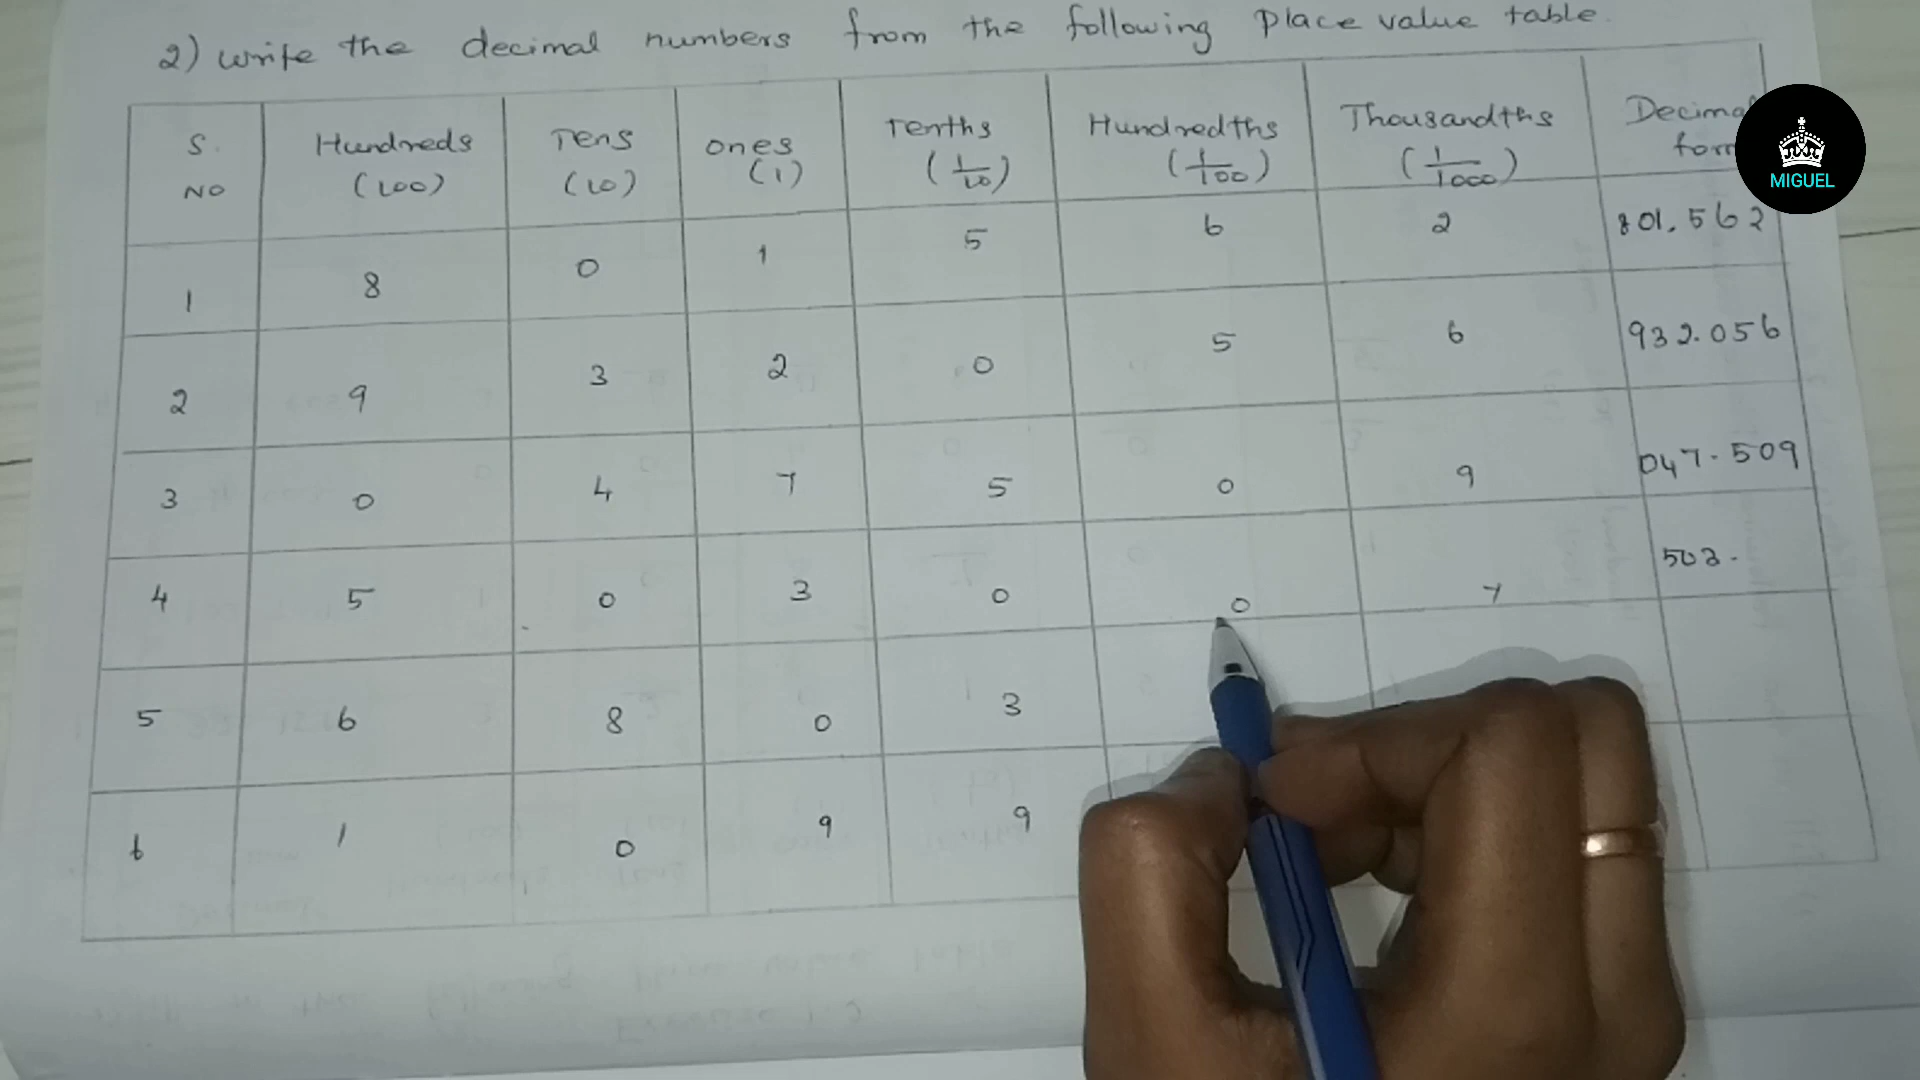 2) write the decimal numbers from the following place value table.
S. NO Hundreds (100) Tens (10) ones (1) Tenths (1/10) Hundredths (1/100) Thousandths (1/1000) Decimal form
MIGUEL
1 8 0 1 5 6 2 801.562
2 9 3 2 0 5 6 932.056
3 0 4 7 5 0 9 047.509
4 5 0 3 0 0 7 503.
5 6 8 0 3
6 1 0 9 9